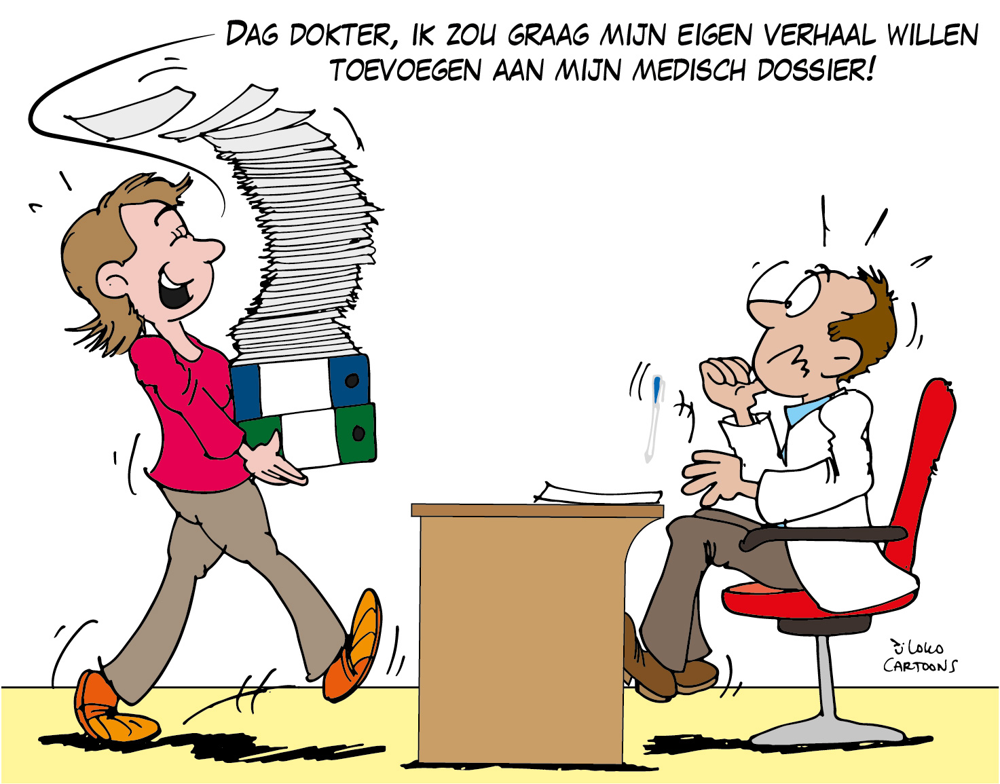 DAG DOKTER, IK ZOU GRAAG MIJN EIGEN VERHAAL WILLEN
TOEVOEGEN AAN MIJN MEDISCH DOSSIER!
LOKO
CARTOONS